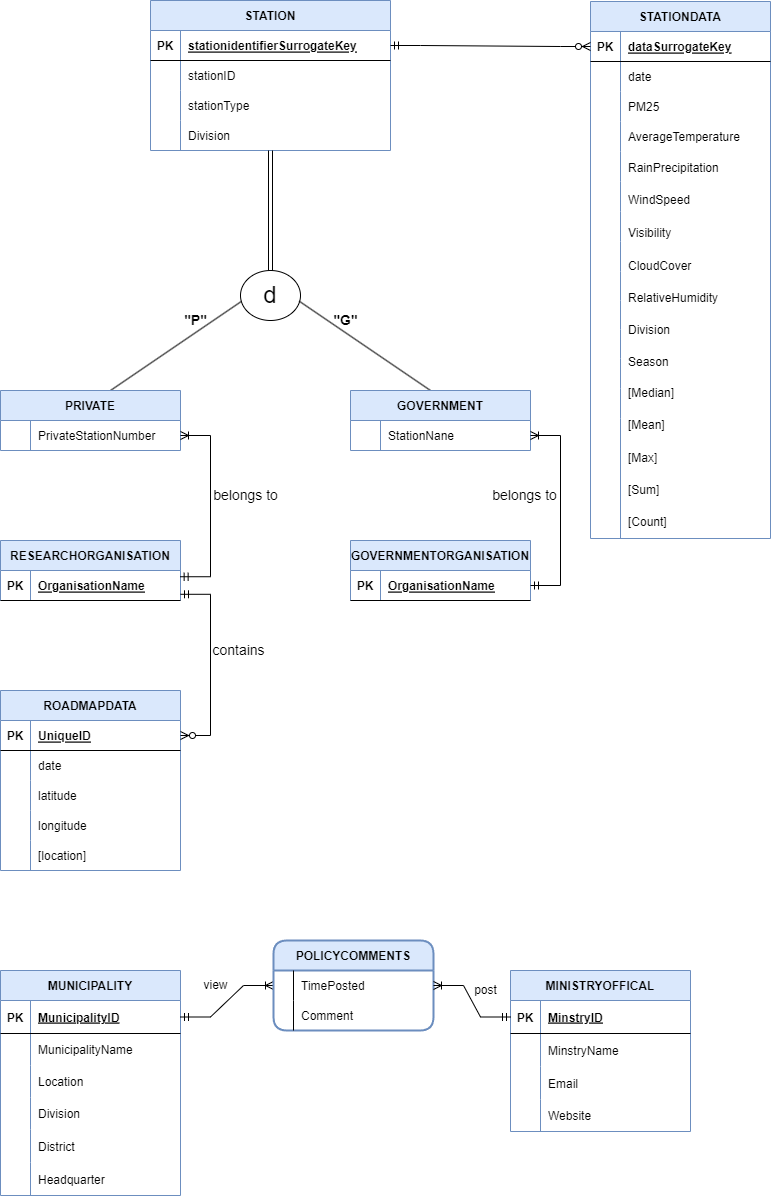 STATION
PK stationidentifierSurrogateKey
stationID
stationType
Division
STATIONDATA
PK dataSurrogateKey
date
PM25
AverageTemperature
RainPrecipitation
WindSpeed
Visibility
CloudCover
RelativeHumidity
Division
Season
[Median]
[Mean]
[Max]
[Sum]
[Count]
d
"P"
"G"
PRIVATE
PrivateStationNumber
GOVERNMENT
StationNane
belongs to
belongs to
RESEARCHORGANISATION
PK OrganisationName
GOVERNMENTORGANISATION
PK OrganisationName
contains
ROADMAPDATA
PK UniqueID
date
latitude
longitude
[location]
MUNICIPALITY
PK MunicipalityID
MunicipalityName
Location
Division
District
Headquarter
view
POLICYCOMMENTS
TimePosted
Comment
post
MINISTRYOFFICAL
PK MinstryID
MinstryName
Email
Website